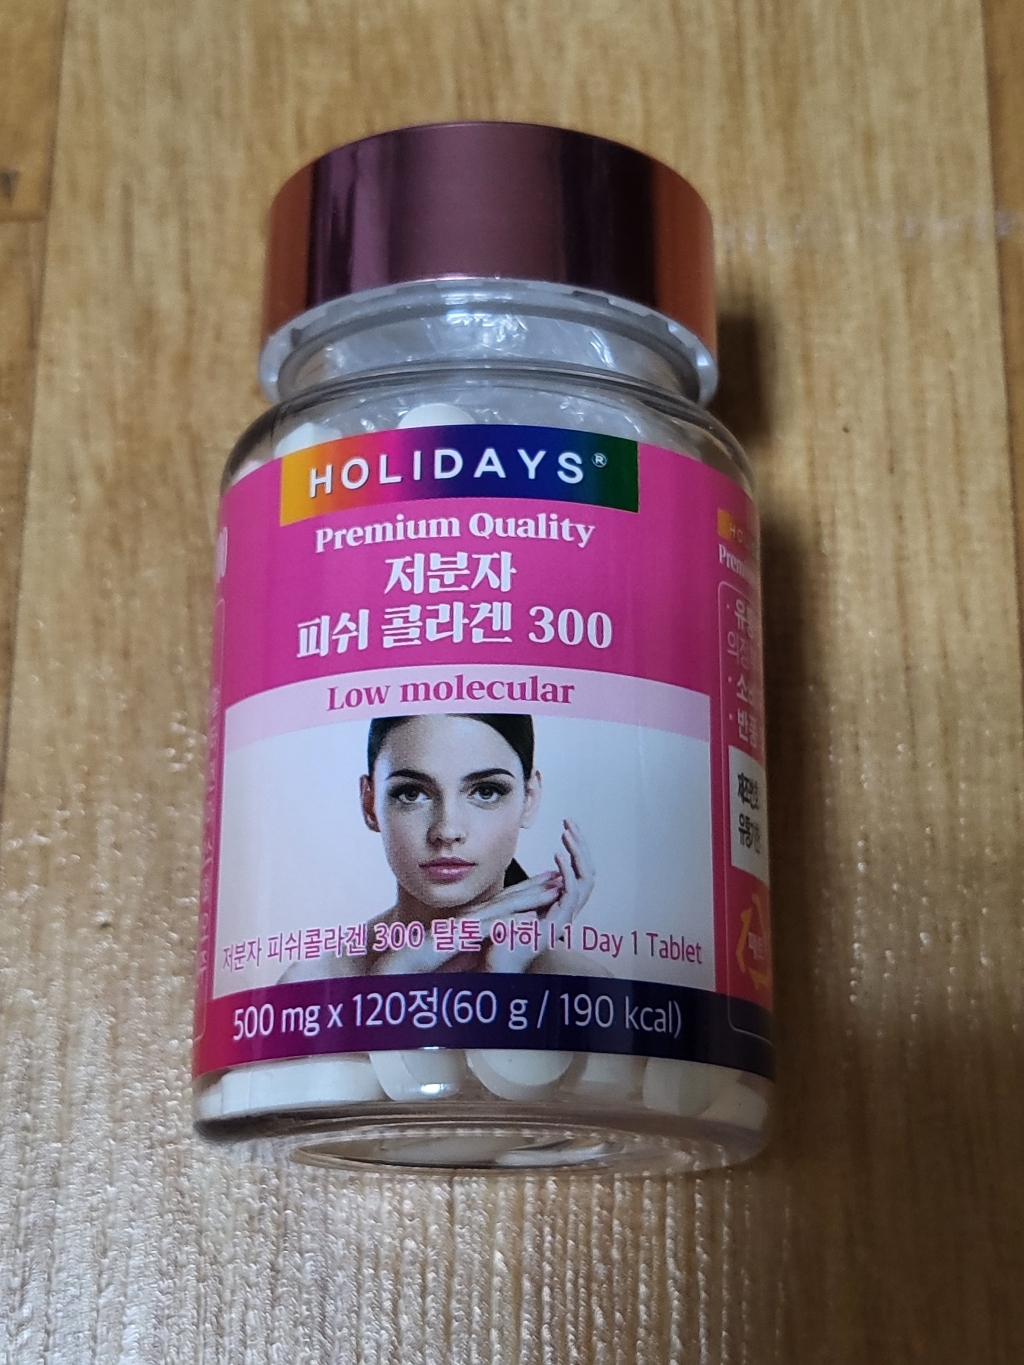 HOLIDAYS®
Premium Quality
저분자
피쉬 콜라겐 300
Low molecular
저분자 피쉬콜라겐 300 달톤 아하 I 1 Day 1 Tablet
500 mg x 120정(60 g / 190 kcal)